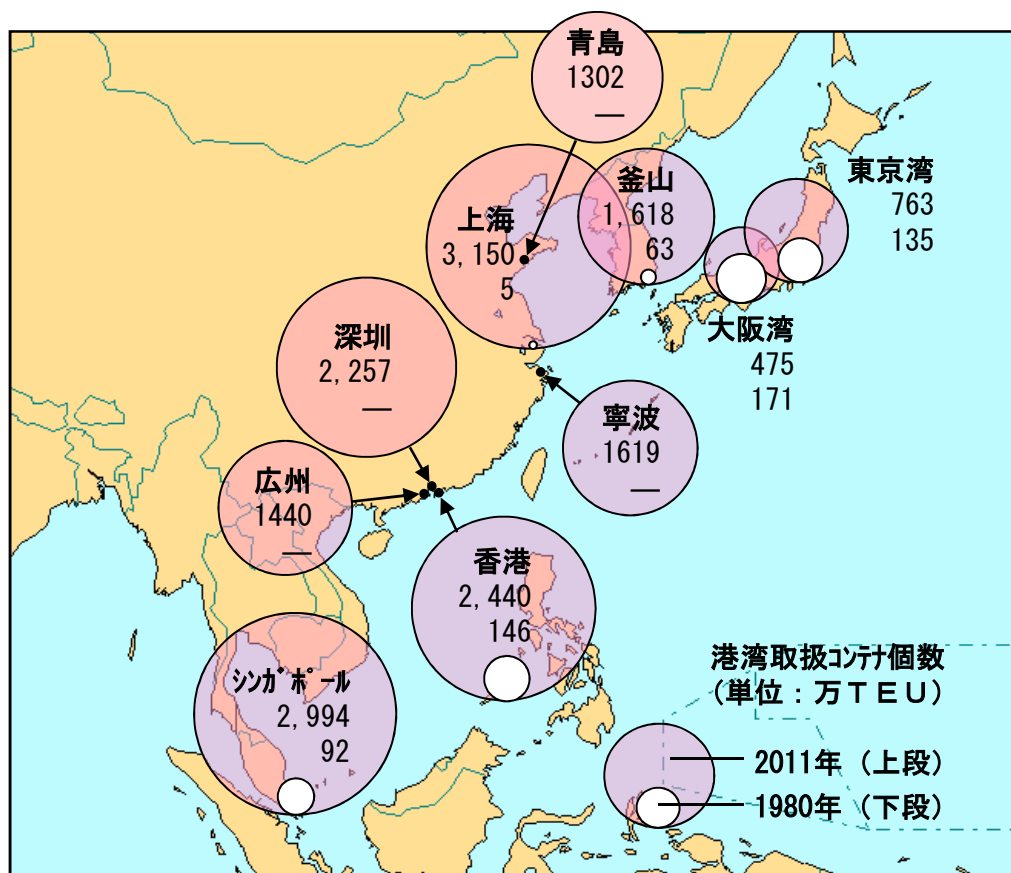 青島
1302
―
釜山
1,618
63
東京湾
763
135
上海
3,150
5
大阪湾
475
171
深圳
2,257
―
寧波
1619
―
広州
1440
―
香港
2,440
146
シンガポール
2,994
92
港湾取扱コンテナ個数
(単位：万TEU)
2011年（上段）
1980年（下段）